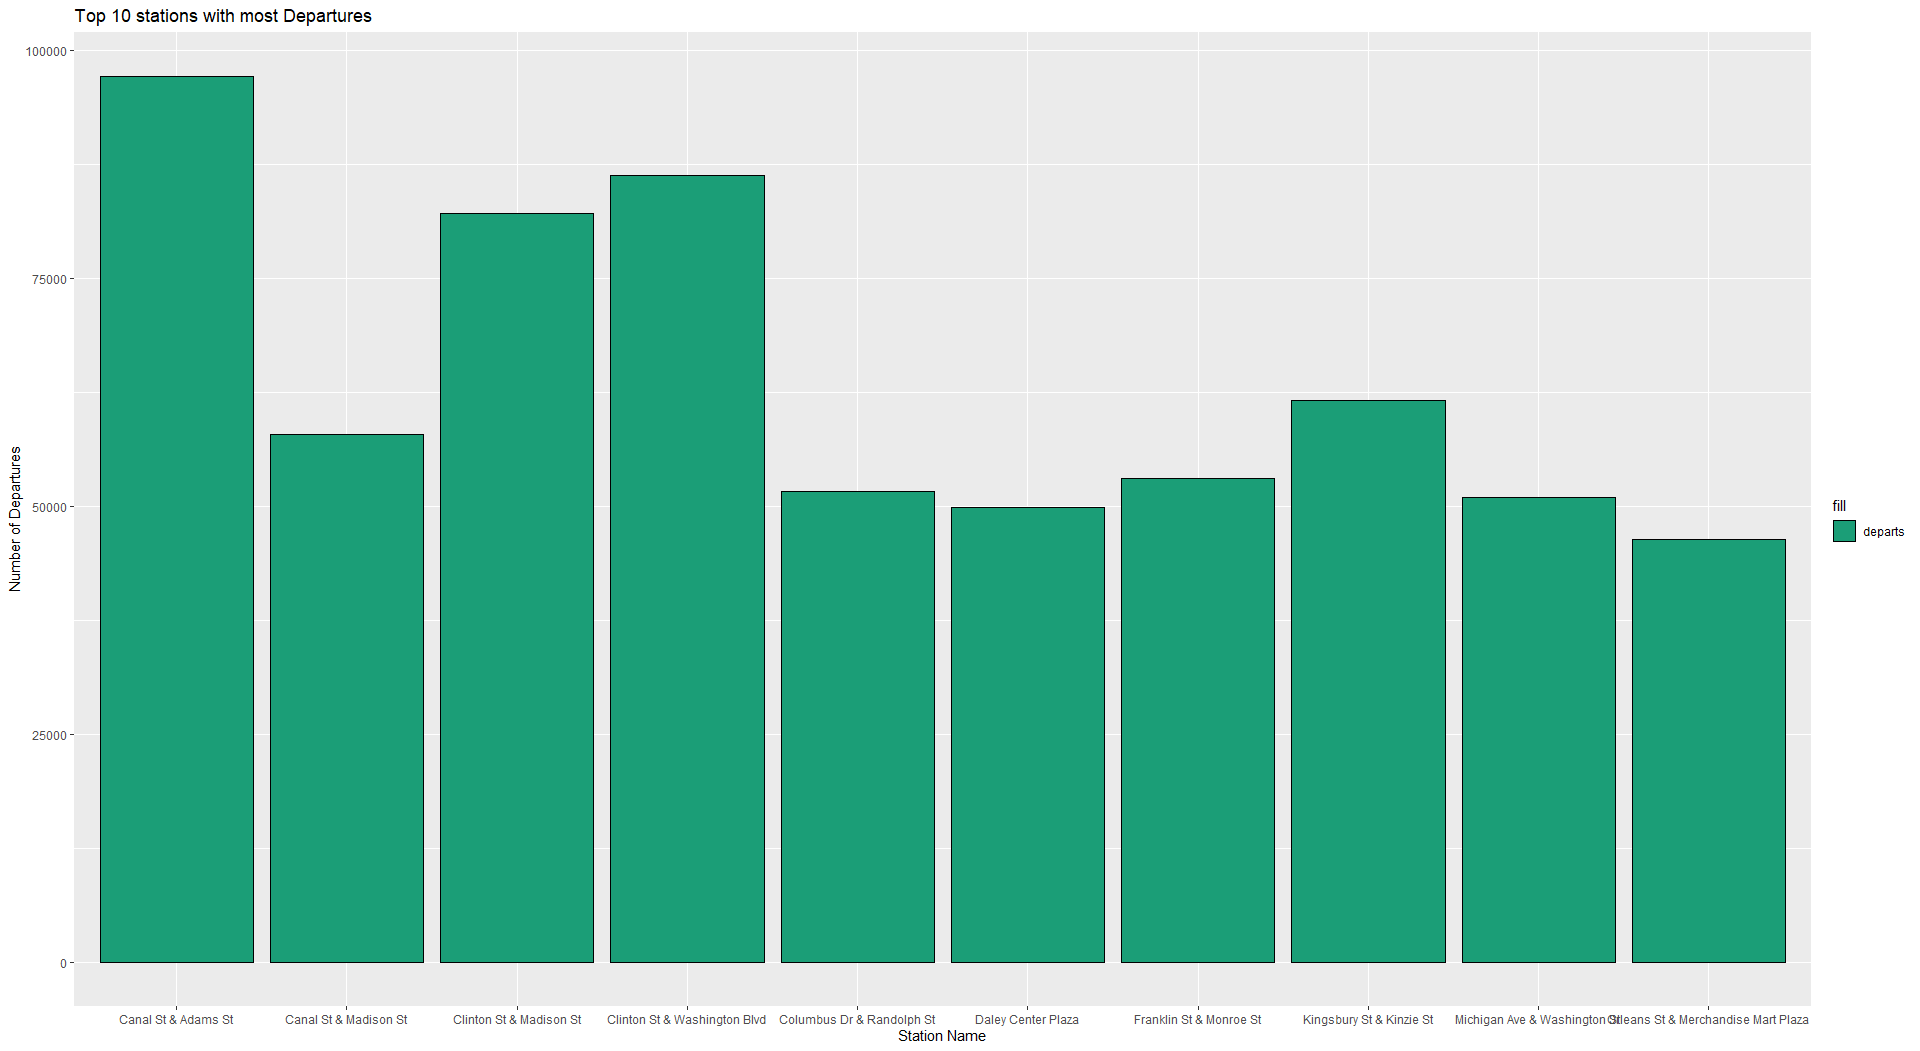 Top 10 stations with most Departures
100000
75000
50000
25000
0
Number of Departures
Canal St & Adams St
Canal St & Madison St
Clinton St & Madison St
Clinton St & Washington Blvd
Columbus Dr & Randolph St
Daley Center Plaza
Franklin St & Monroe St
Kingsbury St & Kinzie St
Michigan Ave & Washington St
Orleans St & Merchandise Mart Plaza
Station Name
fill
departs